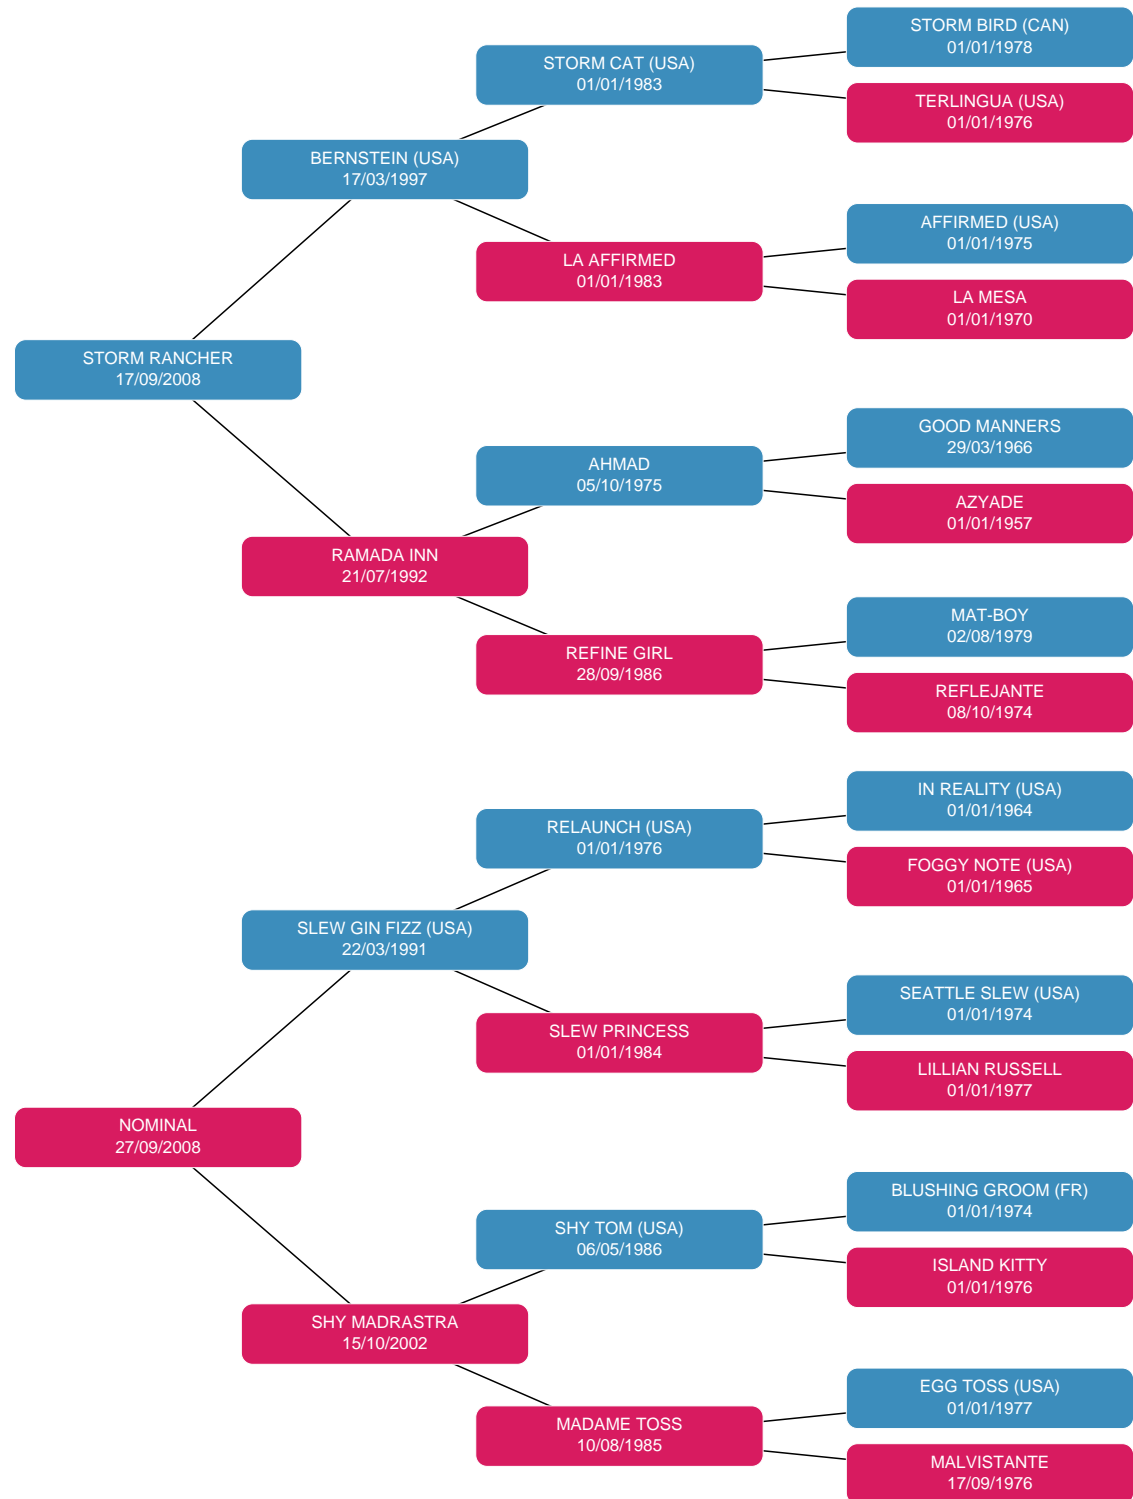 STORM BIRD (CAN)
01/01/1978
STORM CAT (USA)
01/01/1983
TERLINGUA (USA)
01/01/1976
BERNSTEIN (USA)
17/03/1997
AFFIRMED (USA)
01/01/1975
LA AFFIRMED
01/01/1983
LA MESA
01/01/1970
STORM RANCHER
17/09/2008
GOOD MANNERS
29/03/1966
AHMAD
05/10/1975
AZYADE
01/01/1957
RAMADA INN
21/07/1992
MAT-BOY
02/08/1979
REFINE GIRL
28/09/1986
REFLEJANTE
08/10/1974
IN REALITY (USA)
01/01/1964
RELAUNCH (USA)
01/01/1976
FOGGY NOTE (USA)
01/01/1965
SLEW GIN FIZZ (USA)
22/03/1991
SEATTLE SLEW (USA)
01/01/1974
SLEW PRINCESS
01/01/1984
LILLIAN RUSSELL
01/01/1977
NOMINAL
27/09/2008
BLUSHING GROOM (FR)
01/01/1974
SHY TOM (USA)
06/05/1986
ISLAND KITTY
01/01/1976
SHY MADRASTRA
15/10/2002
EGG TOSS (USA)
01/01/1977
MADAME TOSS
10/08/1985
MALVISTANTE
17/09/1976